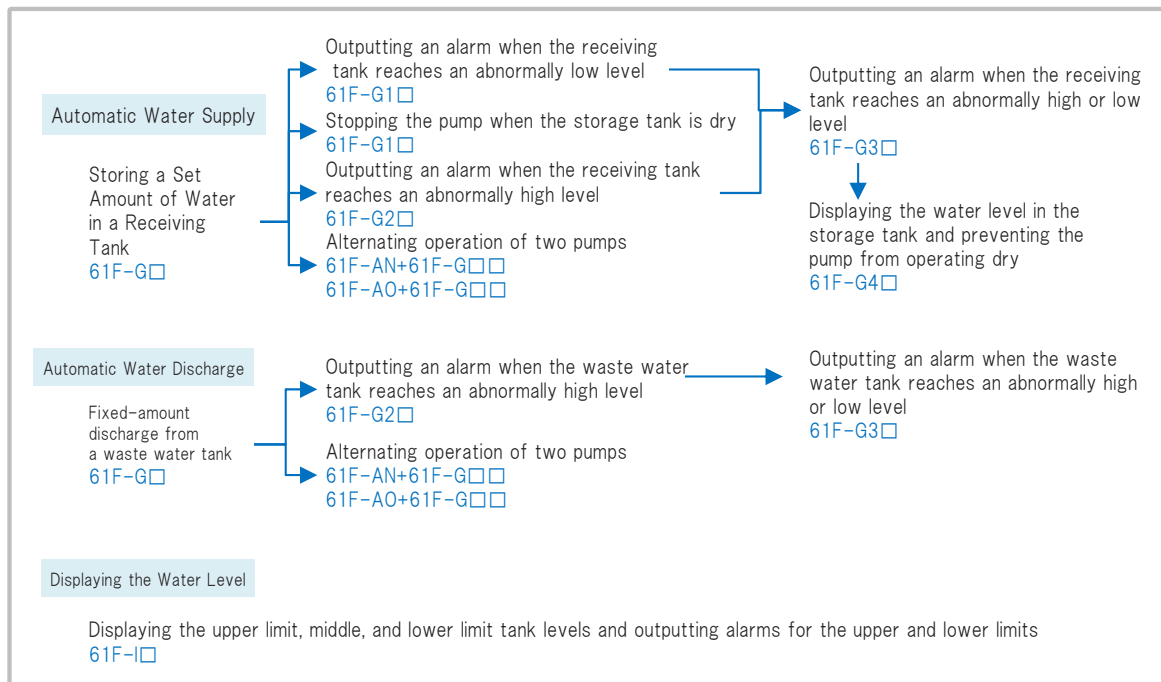 Automatic Water Supply
Storing a Set
Amount of Water
in a Receiving
Tank
61F-G□
Outputting an alarm when the receiving
tank reaches an abnormally low level
61F-G1□
Stopping the pump when the storage tank is dry
61F-G1□
Outputting an alarm when the receiving tank
reaches an abnormally high level
61F-G2□
Alternating operation of two pumps
61F-AN+61F-G□□
61F-AO+61F-G□□
Outputting an alarm when the receiving
tank reaches an abnormally high or low
level
61F-G3□
Displaying the water level in the
storage tank and preventing the
pump from operating dry
61F-G4□
Automatic Water Discharge
Fixed-amount
discharge from
a waste water tank
61F-G□
Outputting an alarm when the waste water
tank reaches an abnormally high level
61F-G2□
Alternating operation of two pumps
61F-AN+61F-G□□
61F-AO+61F-G□□
Outputting an alarm when the waste
water tank reaches an abnormally high
or low level
61F-G3□
Displaying the Water Level
Displaying the upper limit, middle, and lower limit tank levels and outputting alarms for the upper and lower limits
61F-I□